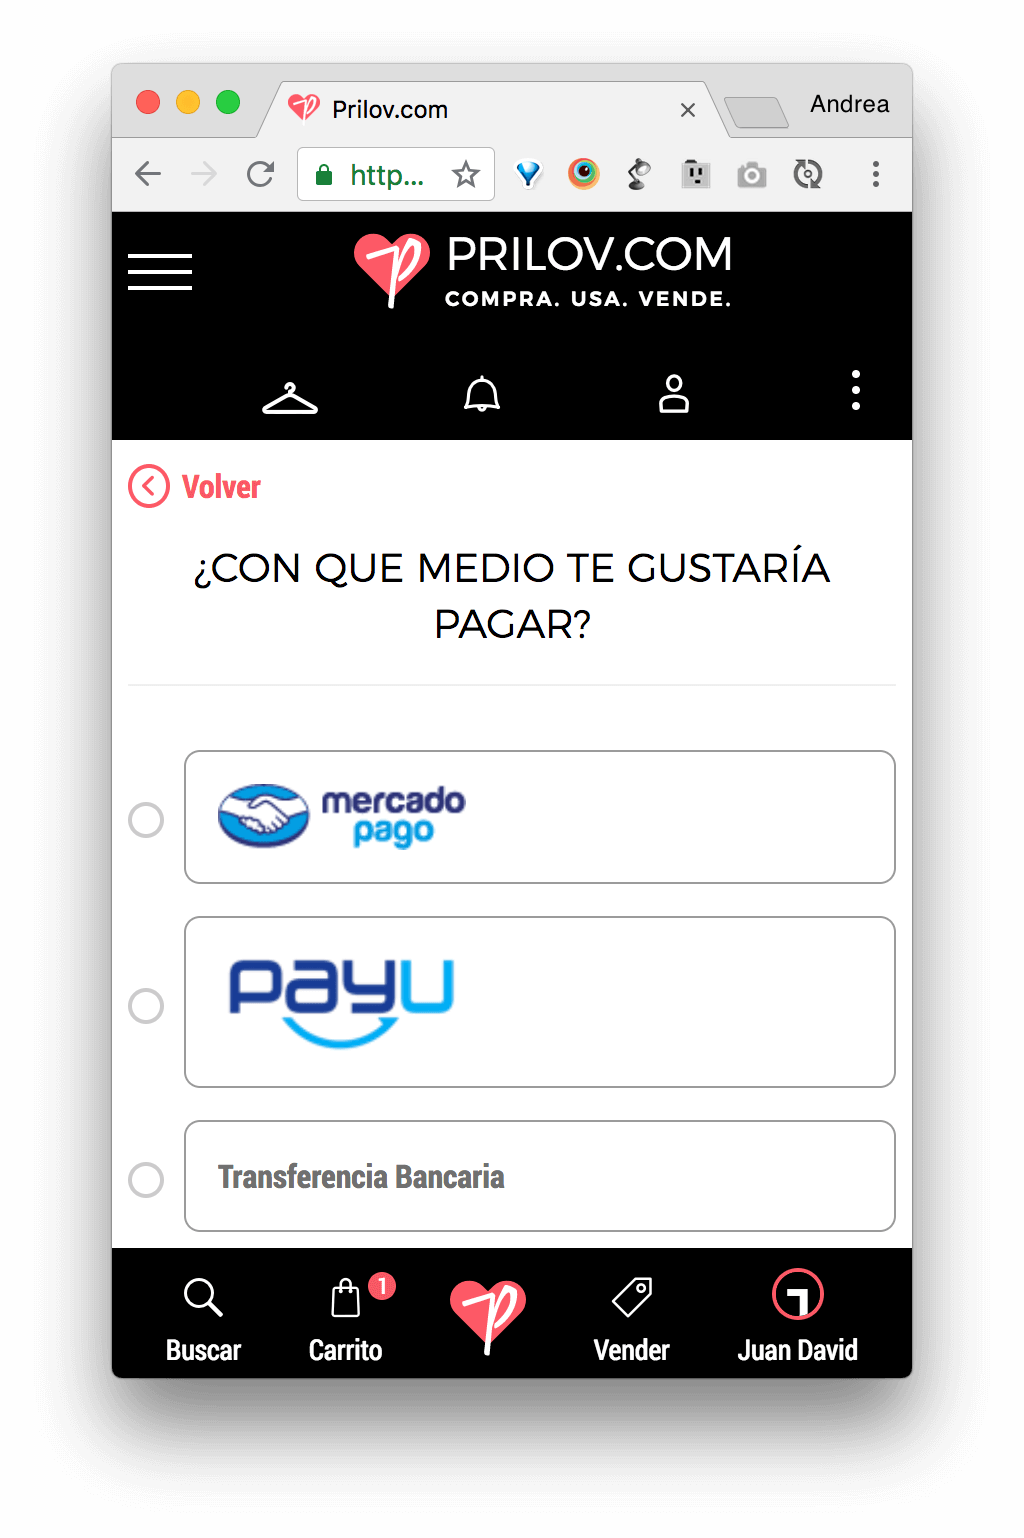 Prilov.com
Andrea
http...
PRILOV.COM
COMPRA. USA. VENDE.
Volver
¿CON QUE MEDIO TE GUSTARÍA
PAGAR?
mercado
pago
payu
Transferencia Bancaria
1
Buscar
Carrito
Vender
Juan David